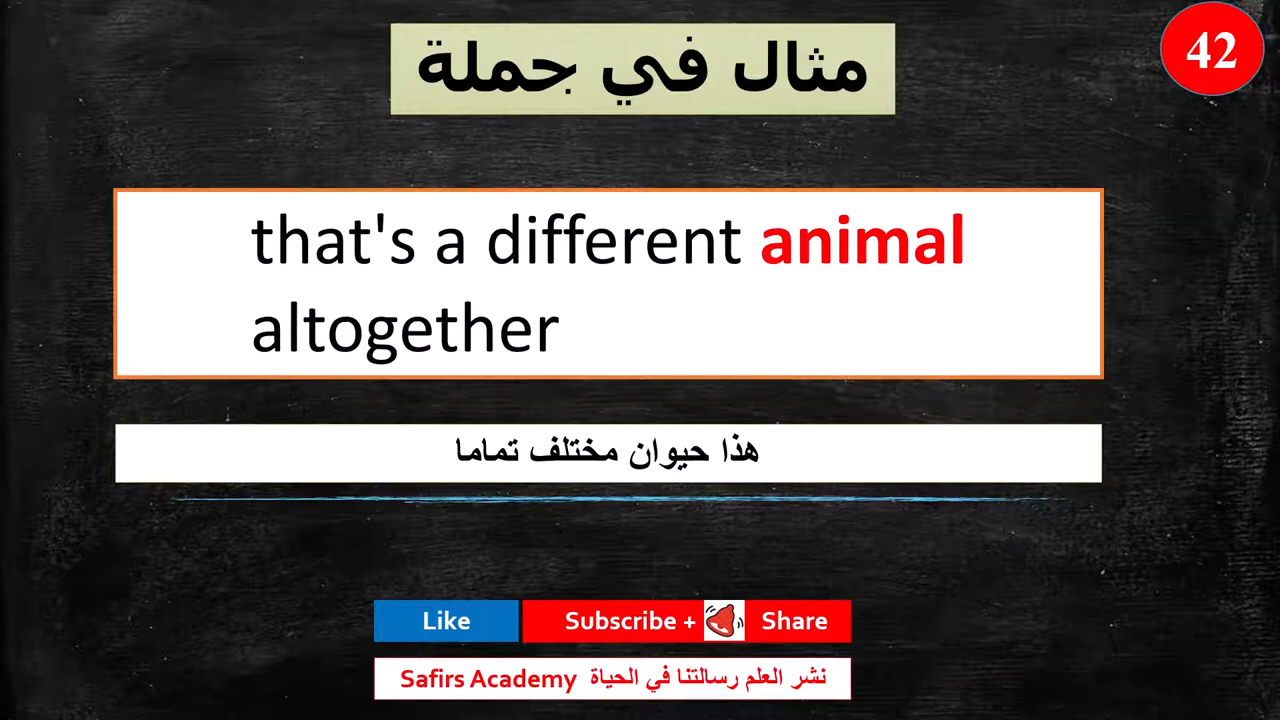 مثال في جملة
42
that's a different animal
altogether
هذا حيوان مختلف تماما
Like Subscribe + Share
Safirs Academy نشر العلم رسالتنا في الحياة